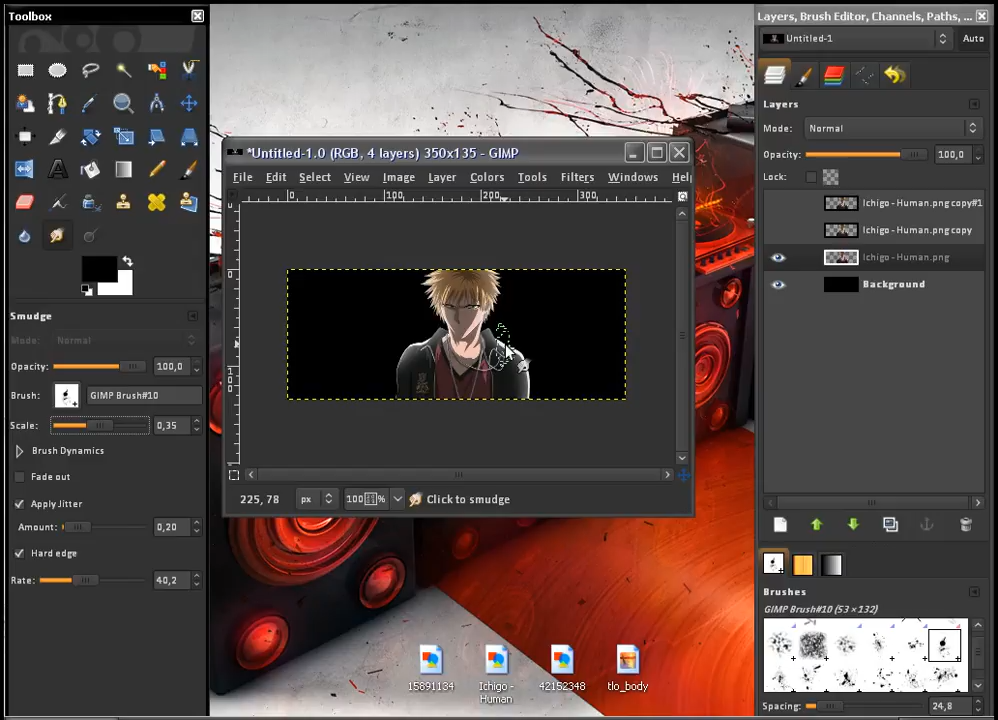 Toolbox
Smudge
Mode: Normal
Opacity: 100,0
Brush: GIMP Brush#10
Scale: 0,35
Brush Dynamics
Fade out
Apply Jitter
Amount: 0,20
Hard edge
Rate: 40,2
*Untitled-1.0 (RGB, 4 layers) 350x135 – GIMP
File Edit Select View Image Layer Colors Tools Filters Windows Help
0 100 200 300
0
100
225, 78 px 100 % Click to smudge
15891134
Ichigo - Human
42152348
tlo_body
Layers, Brush Editor, Channels, Paths, ...
Untitled-1 Auto
Layers
Mode: Normal
Opacity: 100,0
Lock:
Ichigo - Human.png copy#1
Ichigo - Human.png copy
Ichigo - Human.png
Background
Brushes
GIMP Brush#10 (53 × 132)
Spacing: 24,8